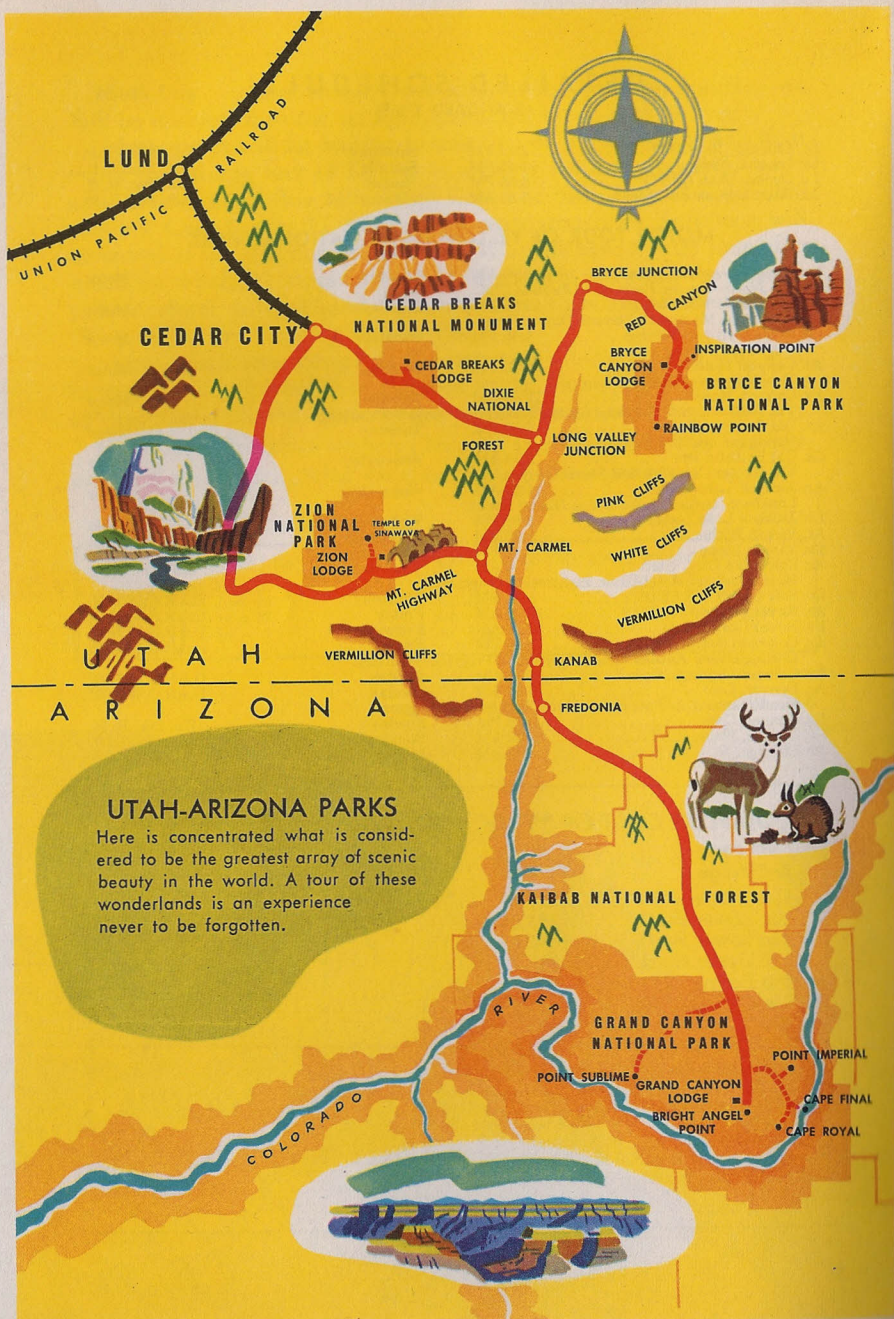 LUND
RAILROAD
UNION PACIFIC
CEDAR BREAKS
NATIONAL MONUMENT
CEDAR CITY
CEDAR BREAKS
LODGE
DIXIE
NATIONAL
FOREST
BRYCE JUNCTION
RED CANYON
INSPIRATION POINT
BRYCE
CANYON
LODGE
BRYCE CANYON
NATIONAL PARK
RAINBOW POINT
LONG VALLEY
JUNCTION
PINK CLIFFS
WHITE CLIFFS
VERMILLION CLIFFS
ZION
NATIONAL
PARK
TEMPLE OF
SINAWAVA
ZION
LODGE
MT. CARMEL
HIGHWAY
MT. CARMEL
VERMILLION CLIFFS
UTAH
ARIZONA
KANAB
FREDONIA
UTAH-ARIZONA PARKS
Here is concentrated what is consid-
ered to be the greatest array of scenic
beauty in the world. A tour of these
wonderlands is an experience
never to be forgotten.
KAIBAB NATIONAL FOREST
COLORADO
RIVER
GRAND CANYON
NATIONAL PARK
POINT IMPERIAL
POINT SUBLIME
GRAND CANYON
LODGE
CAPE FINAL
BRIGHT ANGEL
POINT
CAPE ROYAL